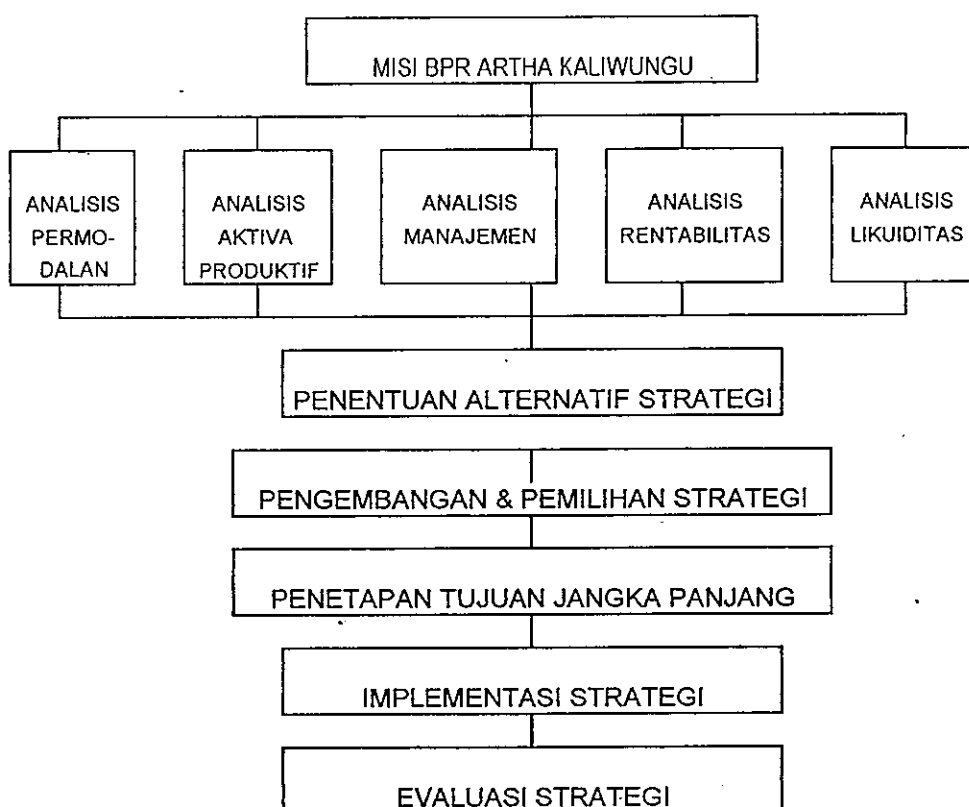 MISI BPR ARTHA KALIWUNGU
ANALISIS
PERMO-
DALAN
ANALISIS
AKTIVA
PRODUKTIF
ANALISIS
MANAJEMEN
ANALISIS
RENTABILITAS
ANALISIS
LIKUIDITAS
PENENTUAN ALTERNATIF STRATEGI
PENGEMBANGAN & PEMILIHAN STRATEGI
PENETAPAN TUJUAN JANGKA PANJANG
IMPLEMENTASI STRATEGI
EVALUASI STRATEGI